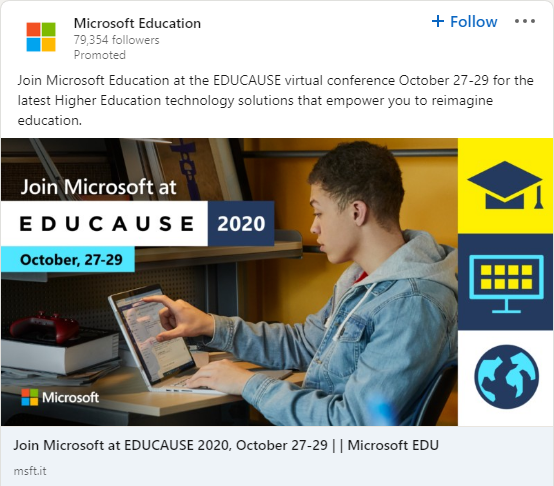 Microsoft Education
+ Follow
79,354 followers
Promoted
Join Microsoft Education at the EDUCAUSE virtual conference October 27-29 for the
latest Higher Education technology solutions that empower you to reimagine
education.
Join Microsoft at
EDUCAUSE 2020
October, 27-29
Microsoft
Join Microsoft at EDUCAUSE 2020, October 27-29 | | Microsoft EDU
msft.it